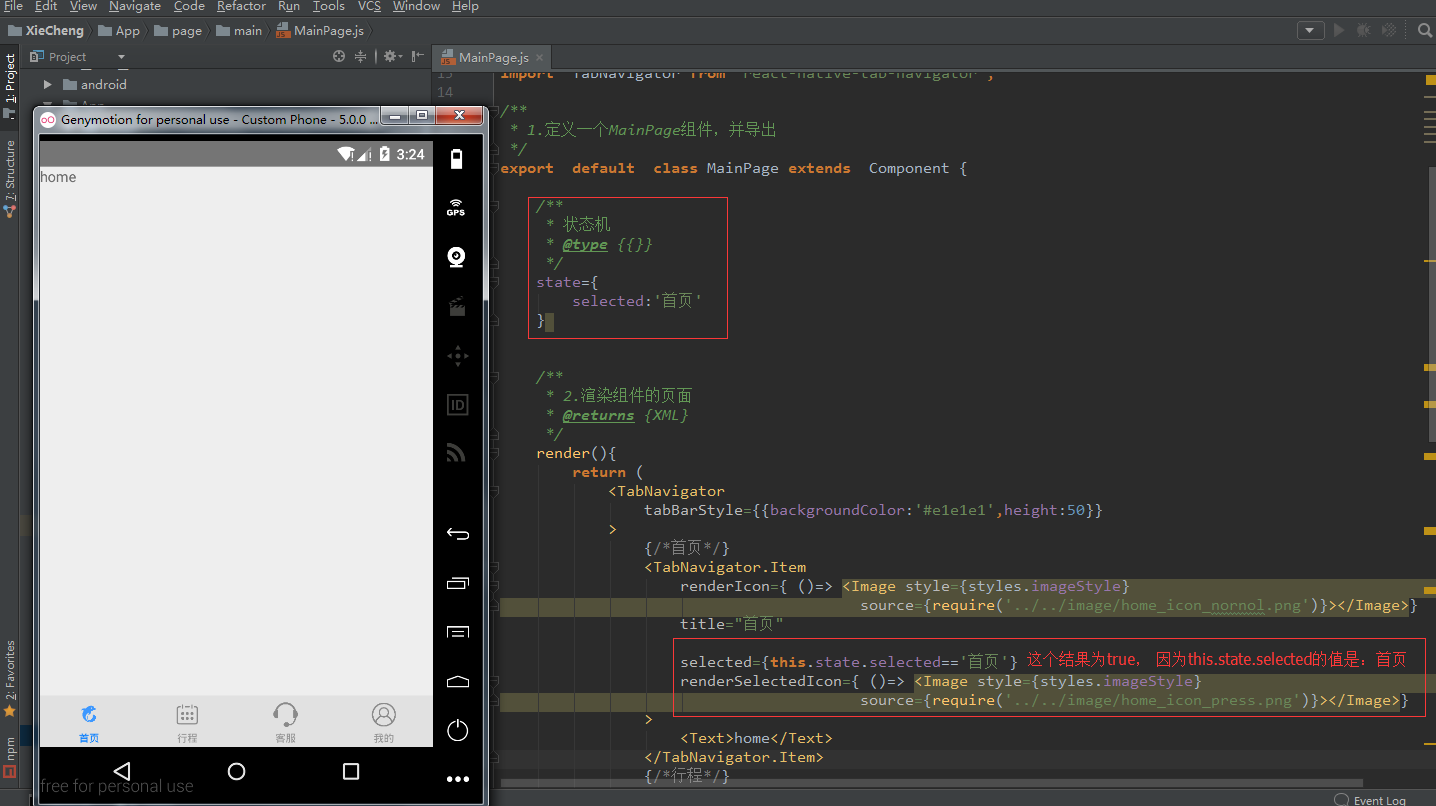 File Edit View Navigate Code Refactor Run Tools VCS Window Help
XieCheng App page main MainPage.js
Project
MainPage.js
1: Project
android
7: Structure
2: Favorites
npm
Genymotion for personal use - Custom Phone - 5.0.0 ...
3:24
home
GPS
ID
首页 行程 客服 我的
free for personal use
import TabNavigator from 'react-native-tab-navigator';
14
/**
* 1.定义一个MainPage组件，并导出
*/
export default class MainPage extends Component {
/**
* 状态机
* @type {{}}
*/
state={
selected:'首页'
}
/**
* 2.渲染组件的页面
* @returns {XML}
*/
render(){
return (
<TabNavigator
tabBarStyle={{backgroundColor:'#e1e1e1',height:50}}
>
{/*首页*/}
<TabNavigator.Item
renderIcon={ ()=> <Image style={styles.imageStyle}
source={require('../../image/home_icon_nornol.png')}></Image>}
title="首页"
selected={this.state.selected=='首页'} 这个结果为true， 因为this.state.selected的值是：首页
renderSelectedIcon={ ()=> <Image style={styles.imageStyle}
source={require('../../image/home_icon_press.png')}></Image>}
>
<Text>home</Text>
</TabNavigator.Item>
{/*行程*/}
Event Log